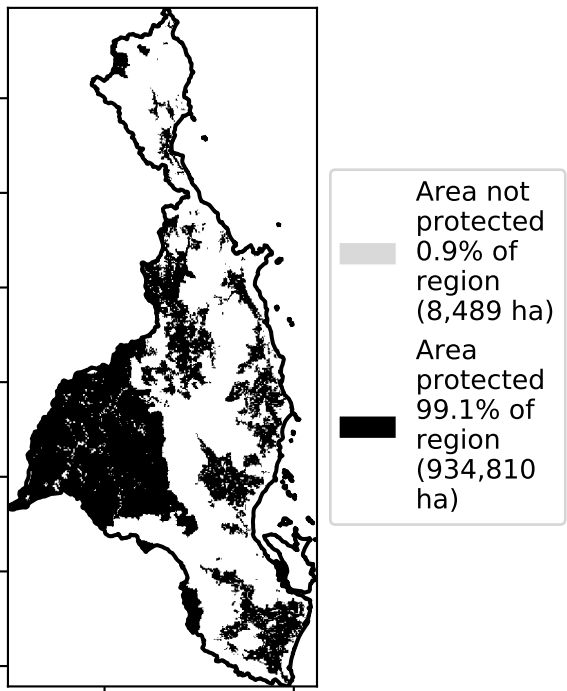 Area not
protected
0.9% of
region
(8,489 ha)
Area
protected
99.1% of
region
(934,810
ha)